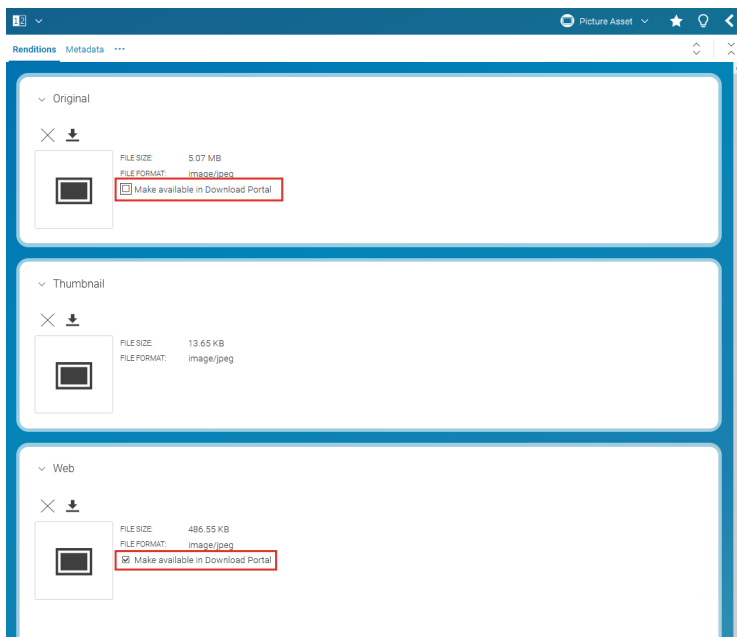 12
Picture Asset
Renditions Metadata ···
Original
FILE SIZE: 5.07 MB
FILE FORMAT: image/jpeg
Make available in Download Portal
Thumbnail
FILE SIZE: 13.65 KB
FILE FORMAT: image/jpeg
Web
FILE SIZE: 486.55 KB
FILE FORMAT: image/jpeg
Make available in Download Portal